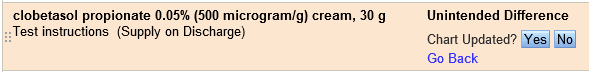 clobetasol propionate 0.05% (500 microgram/g) cream, 30 g
Test instructions (Supply on Discharge)
Unintended Difference
Chart Updated? Yes No
Go Back